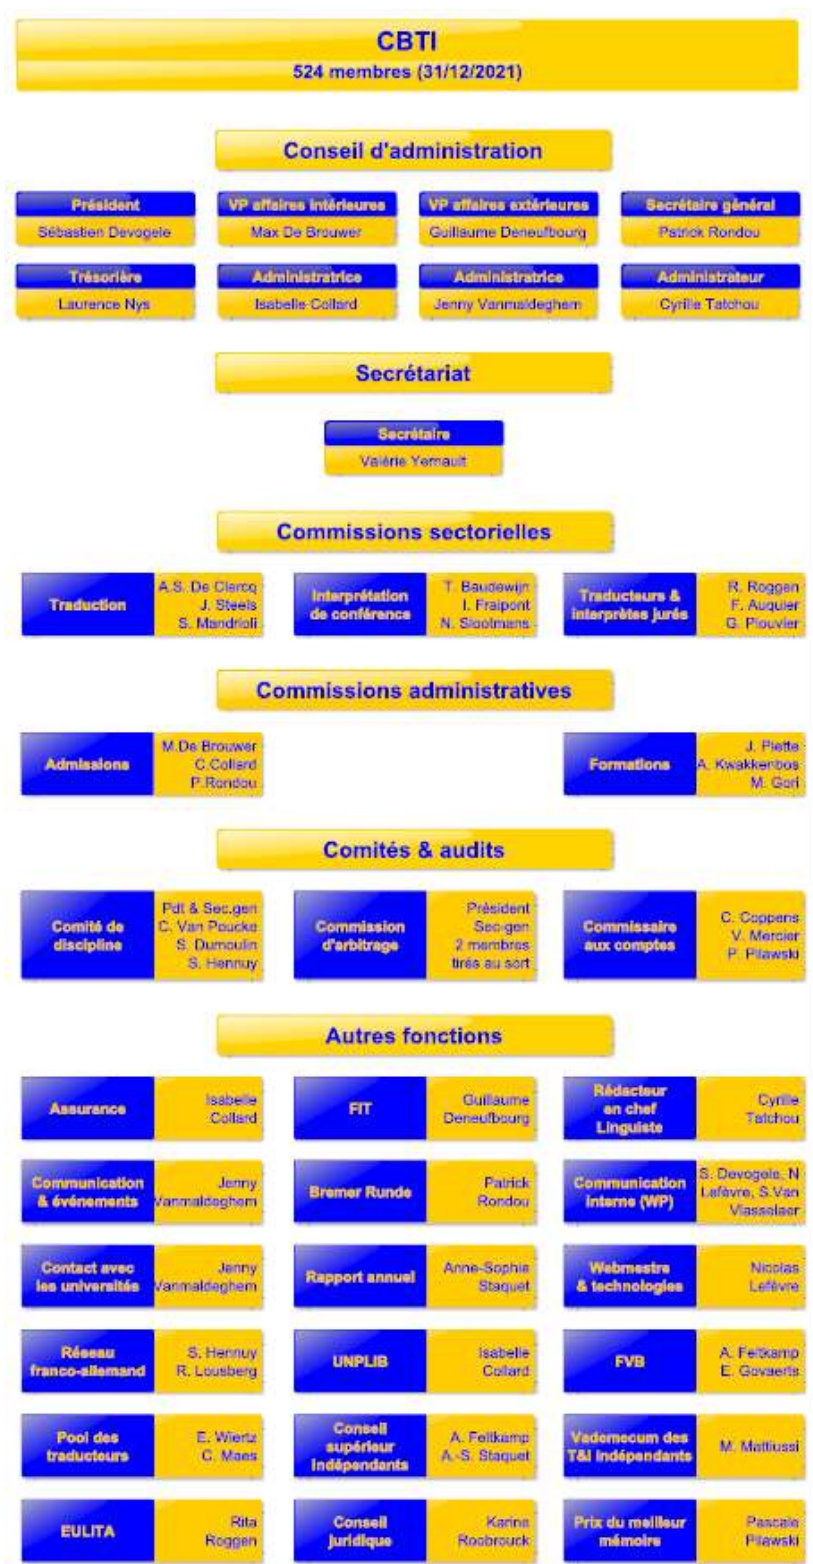 CBTI
524 membres (31/12/2021)
Conseil d'administration
Président
Sébastien Devogele
VP affaires intérieures
Max De Brouwer
VP affaires extérieures
Guillaume Deneufbourg
Secrétaire général
Patrick Rondou
Trésorière
Laurence Nys
Administratrice
Isabelle Collard
Administratrice
Jenny Vanmaldeghem
Administrateur
Cyrille Tatchou
Secrétariat
Secrétaire
Valérie Yernault
Commissions sectorielles
Traduction
A.S. De Clercq
J. Steels
S. Mandrioli
Interprétation
de conférence
T. Baudewijn
I. Fraipont
N. Slootmans
Traducteurs &
interprètes jurés
R. Roggen
F. Auquier
G. Plouvier
Commissions administratives
Admissions
M.De Brouwer
C.Collard
P.Rondou
Formations
J. Piette
A. Kwakkenbos
M. Gori
Comités & audits
Comité de
discipline
Pdt & Sec.gen
C. Van Poucke
S. Dumoulin
S. Hennuy
Commission
d'arbitrage
Président
Sec-gen
2 membres
tirés au sort
Commissaire
aux comptes
C. Coppens
V. Mercier
P. Pilawski
Autres fonctions
Assurance
Isabelle
Collard
FIT
Guillaume
Deneufbourg
Rédacteur
en chef
Linguiste
Cyrille
Tatchou
Communication
& événements
Jenny
Vanmaldeghem
Bremer Runde
Patrick
Rondou
Communication
interne (WP)
S. Devogele, N
Lefèvre, S.Van
Vlasselaer
Contact avec
les universités
Jenny
Vanmaldeghem
Rapport annuel
Anne-Sophie
Staquet
Webmestre
& technologies
Nicolas
Lefèvre
Réseau
franco-allemand
S. Hennuy
R. Lousberg
UNPLIB
Isabelle
Collard
FVB
A. Feltkamp
E. Govaerts
Pool des
traducteurs
E. Wiertz
C. Maes
Conseil
supérieur
Indépendants
A. Feltkamp
A.-S. Staquet
Vademecum des
T&I indépendants
M. Mattiussi
EULITA
Rita
Roggen
Conseil
juridique
Karine
Roobrouck
Prix du meilleur
mémoire
Pascale
Pilawski